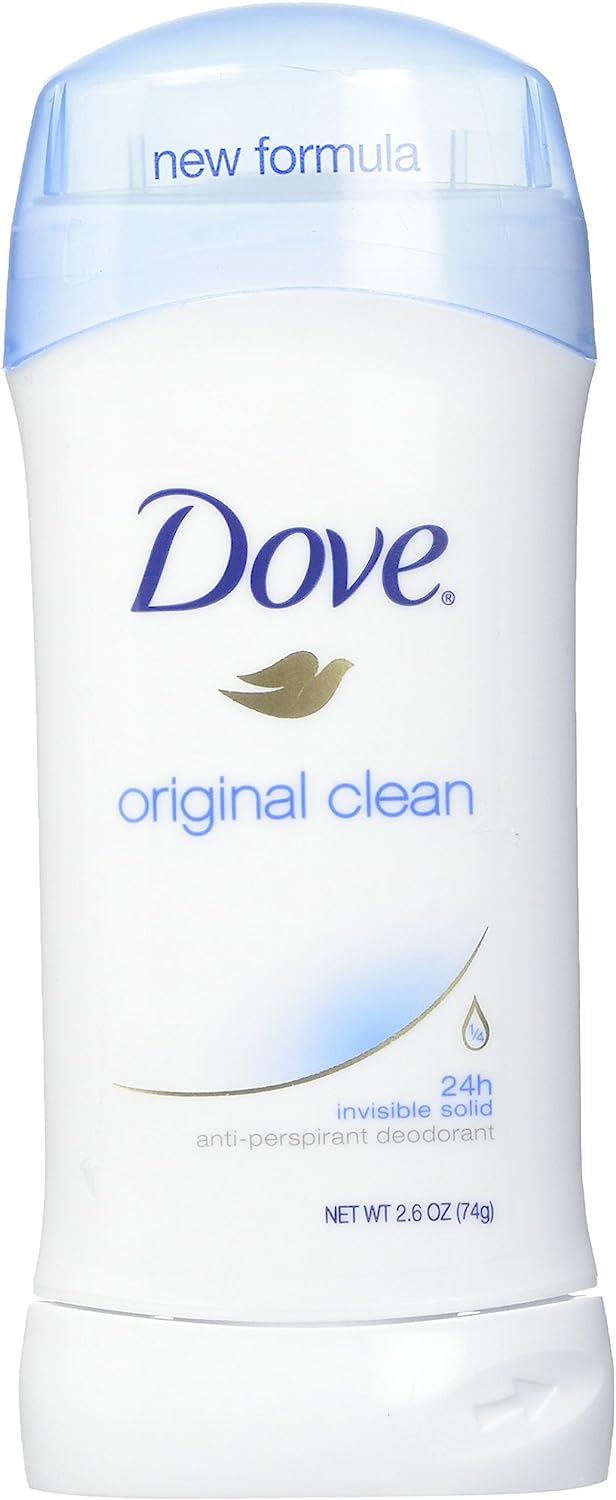 new formula
Dove®
original clean
1/4
24h
invisible solid
anti-perspirant deodorant
NET WT 2.6 OZ (74g)